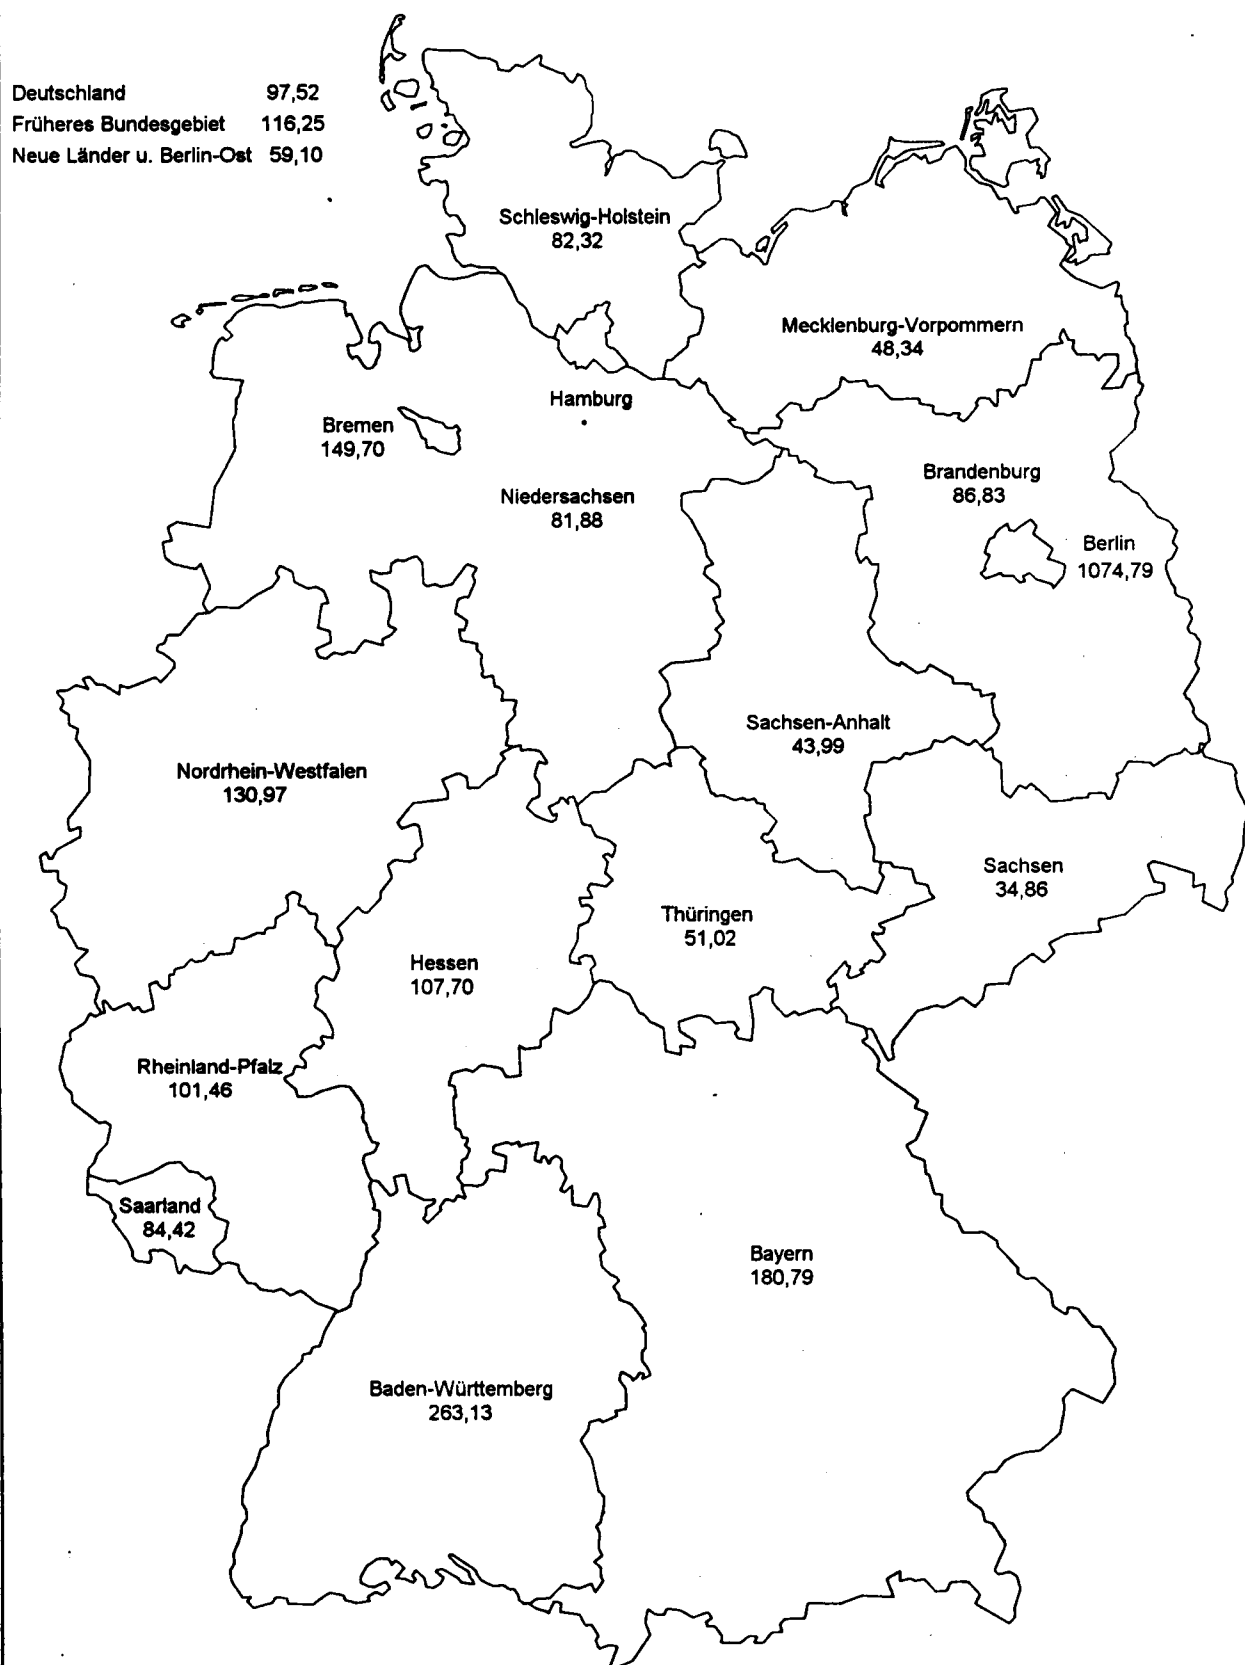 Deutschland 97,52
Früheres Bundesgebiet 116,25
Neue Länder u. Berlin-Ost 59,10
Schleswig-Holstein
82,32
Mecklenburg-Vorpommern
48,34
Hamburg
•
Bremen
149,70
Brandenburg
86,83
Niedersachsen
81,88
Berlin
1074,79
Sachsen-Anhalt
43,99
Nordrhein-Westfalen
130,97
Sachsen
34,86
Thüringen
51,02
Hessen
107,70
Rheinland-Pfalz
101,46
Saarland
84,42
Bayern
180,79
Baden-Württemberg
263,13